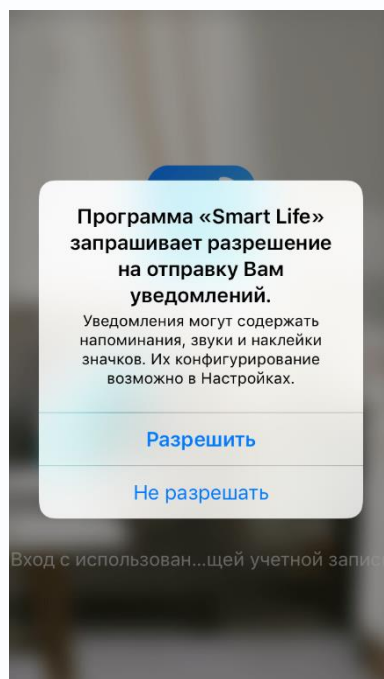 Программа «Smart Life»
запрашивает разрешение
на отправку Вам
уведомлений.
Уведомления могут содержать
напоминания, звуки и наклейки
значков. Их конфигурирование
возможно в Настройках.
Разрешить
Не разрешать
Вход с использован...щей учетной запис